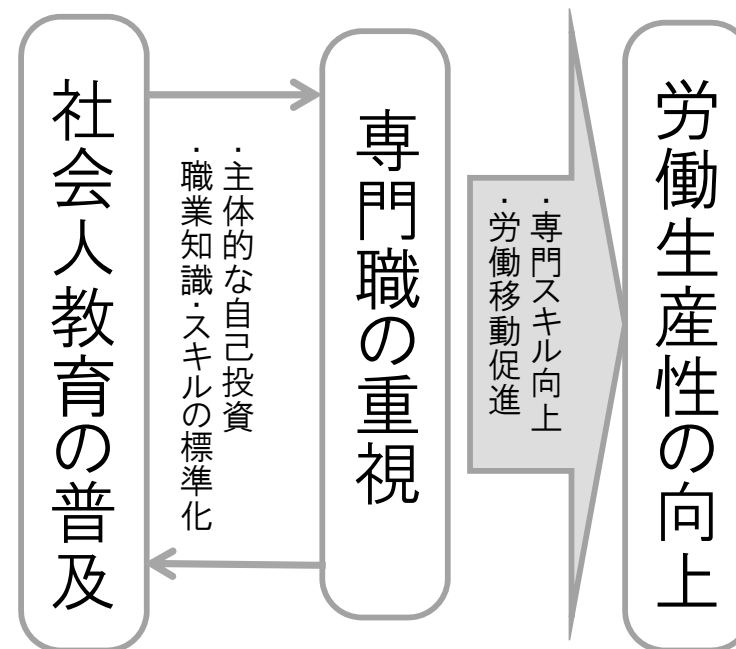 社会人教育の普及
・主体的な自己投資
・職業知識・スキルの標準化
専門職の重視
・専門スキル向上
・労働移動促進
労働生産性の向上